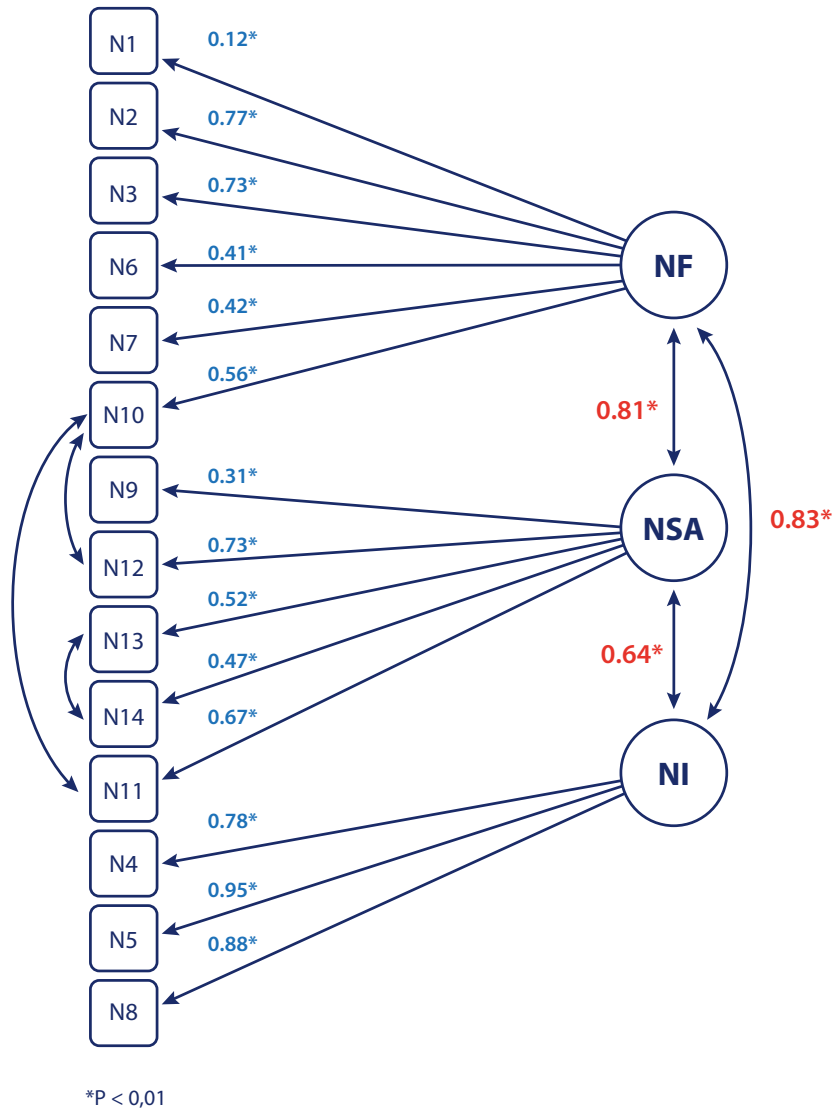 N1
0.12*
N2
0.77*
N3
0.73*
N6
0.41*
NF
N7
0.42*
N10
0.56*
0.81*
N9
0.31*
NSA
0.83*
N12
0.73*
N13
0.52*
N14
0.47*
0.64*
N11
0.67*
NI
N4
0.78*
N5
0.95*
N8
0.88*
*P < 0,01